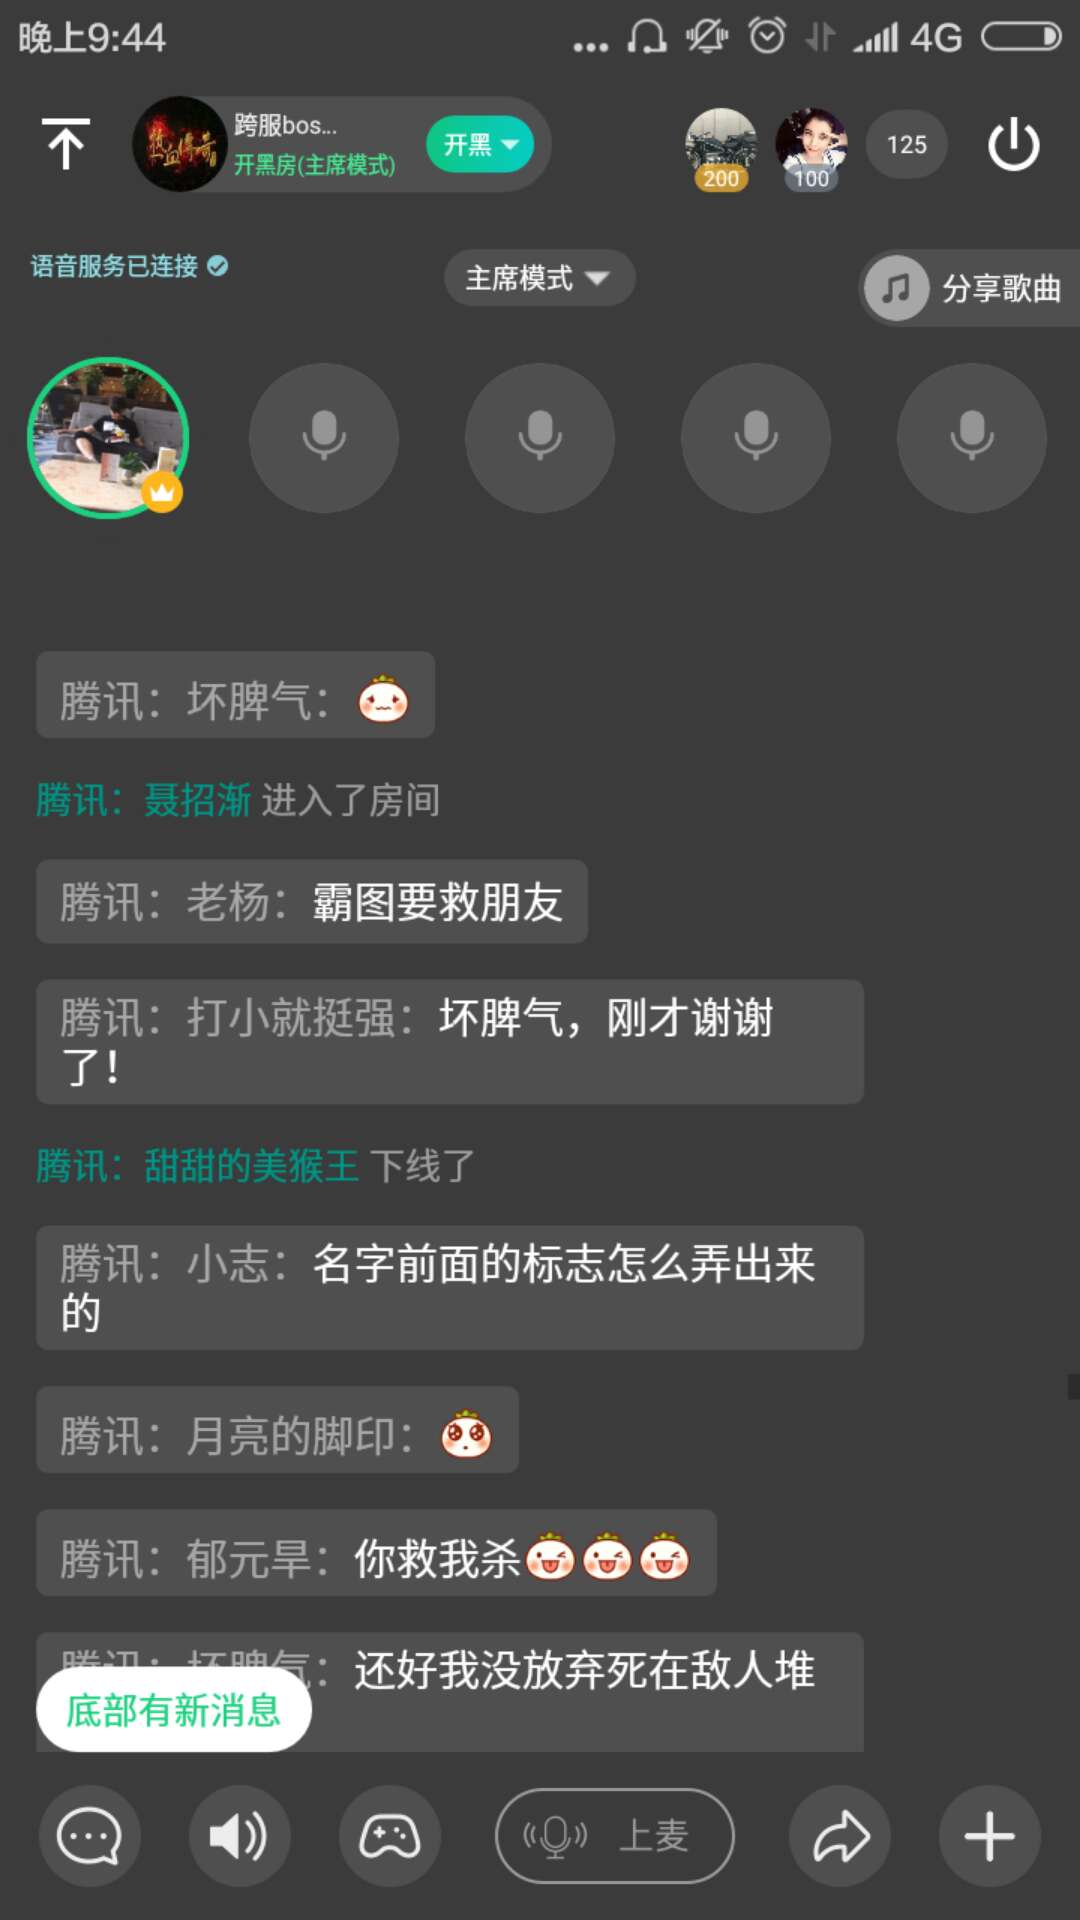 晚上9:44
4G
热血传奇
跨服bos...
开黑房(主席模式)
开黑
200
100
125
语音服务已连接
主席模式
分享歌曲
腾讯：坏脾气：
腾讯：聂招渐 进入了房间
腾讯：老杨：霸图要救朋友
腾讯：打小就挺强：坏脾气，刚才谢谢
了！
腾讯：甜甜的美猴王 下线了
腾讯：小志：名字前面的标志怎么弄出来
的
腾讯：月亮的脚印：
腾讯：郁元旱：你救我杀
腾讯：坏脾气：还好我没放弃死在敌人堆
底部有新消息
上麦